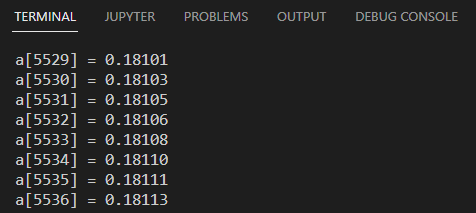 TERMINAL JUPYTER PROBLEMS OUTPUT DEBUG CONSOLE
a[5529] = 0.18101
a[5530] = 0.18103
a[5531] = 0.18105
a[5532] = 0.18106
a[5533] = 0.18108
a[5534] = 0.18110
a[5535] = 0.18111
a[5536] = 0.18113